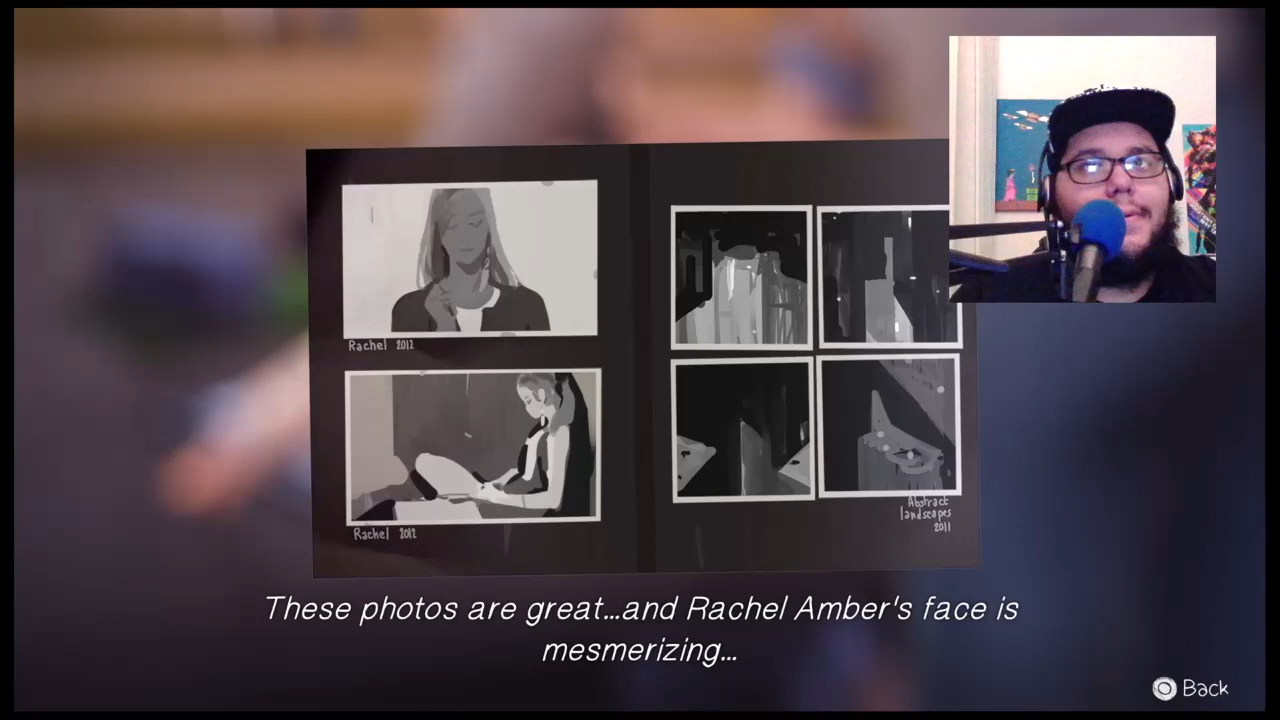 Rachel 2012
Rachel 2012
Abstract
landscapes
2011
These photos are great...and Rachel Amber's face is
mesmerizing...
Back